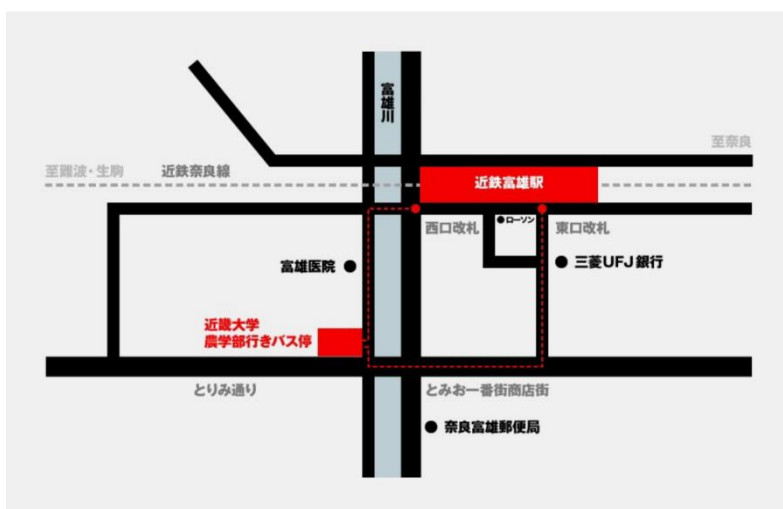 富雄川
至奈良
至難波・生駒
近鉄奈良線
近鉄富雄駅
西口改札
ローソン
東口改札
富雄医院
三菱UFJ銀行
近畿大学
農学部行きバス停
とりみ通り
とみお一番街商店街
奈良富雄郵便局